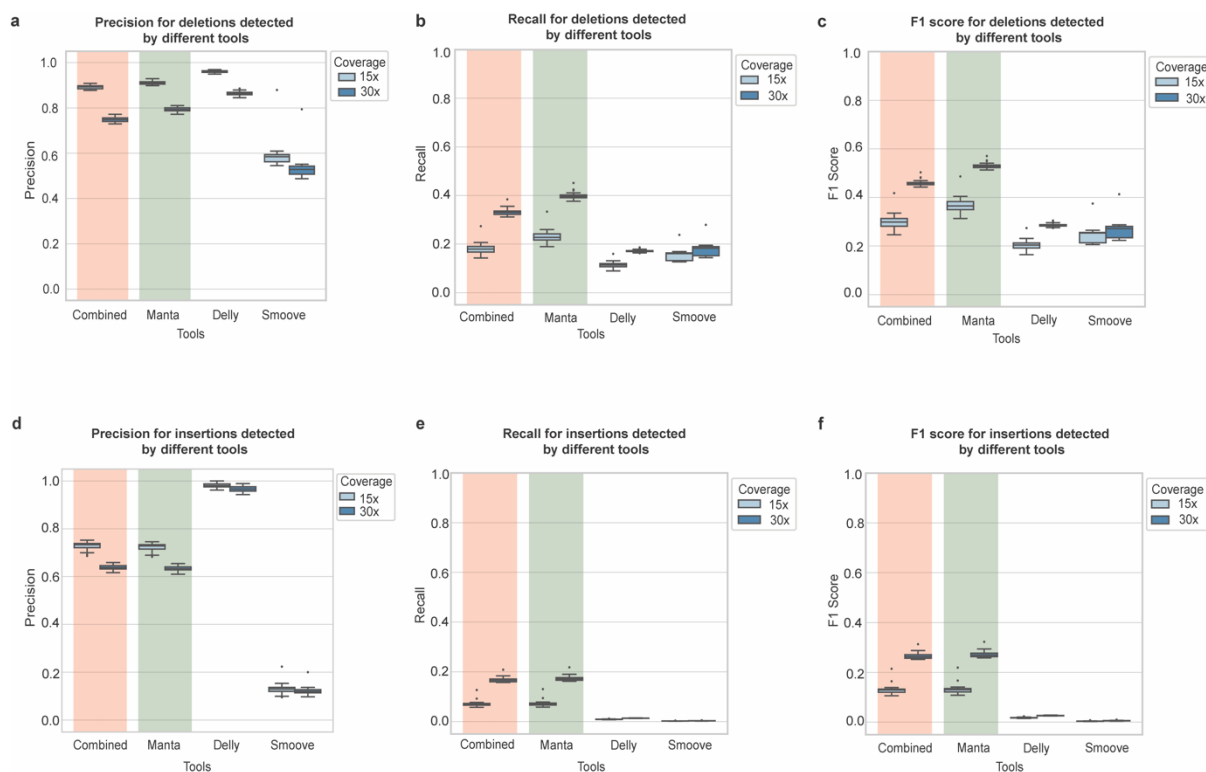 a
Precision for deletions detected
by different tools
Coverage
15x
30x
1.0
0.8
0.6
0.4
0.2
0.0
Precision
Combined Manta Delly Smoove
Tools
b
Recall for deletions detected
by different tools
Coverage
15x
30x
1.0
0.8
0.6
0.4
0.2
0.0
Recall
Combined Manta Delly Smoove
Tools
c
F1 score for deletions detected
by different tools
Coverage
15x
30x
1.0
0.8
0.6
0.4
0.2
0.0
F1 Score
Combined Manta Delly Smoove
Tools
d
Precision for insertions detected
by different tools
Coverage
15x
30x
1.0
0.8
0.6
0.4
0.2
0.0
Precision
Combined Manta Delly Smoove
Tools
e
Recall for insertions detected
by different tools
Coverage
15x
30x
1.0
0.8
0.6
0.4
0.2
0.0
Recall
Combined Manta Delly Smoove
Tools
f
F1 score for insertions detected
by different tools
Coverage
15x
30x
1.0
0.8
0.6
0.4
0.2
0.0
F1 Score
Combined Manta Delly Smoove
Tools